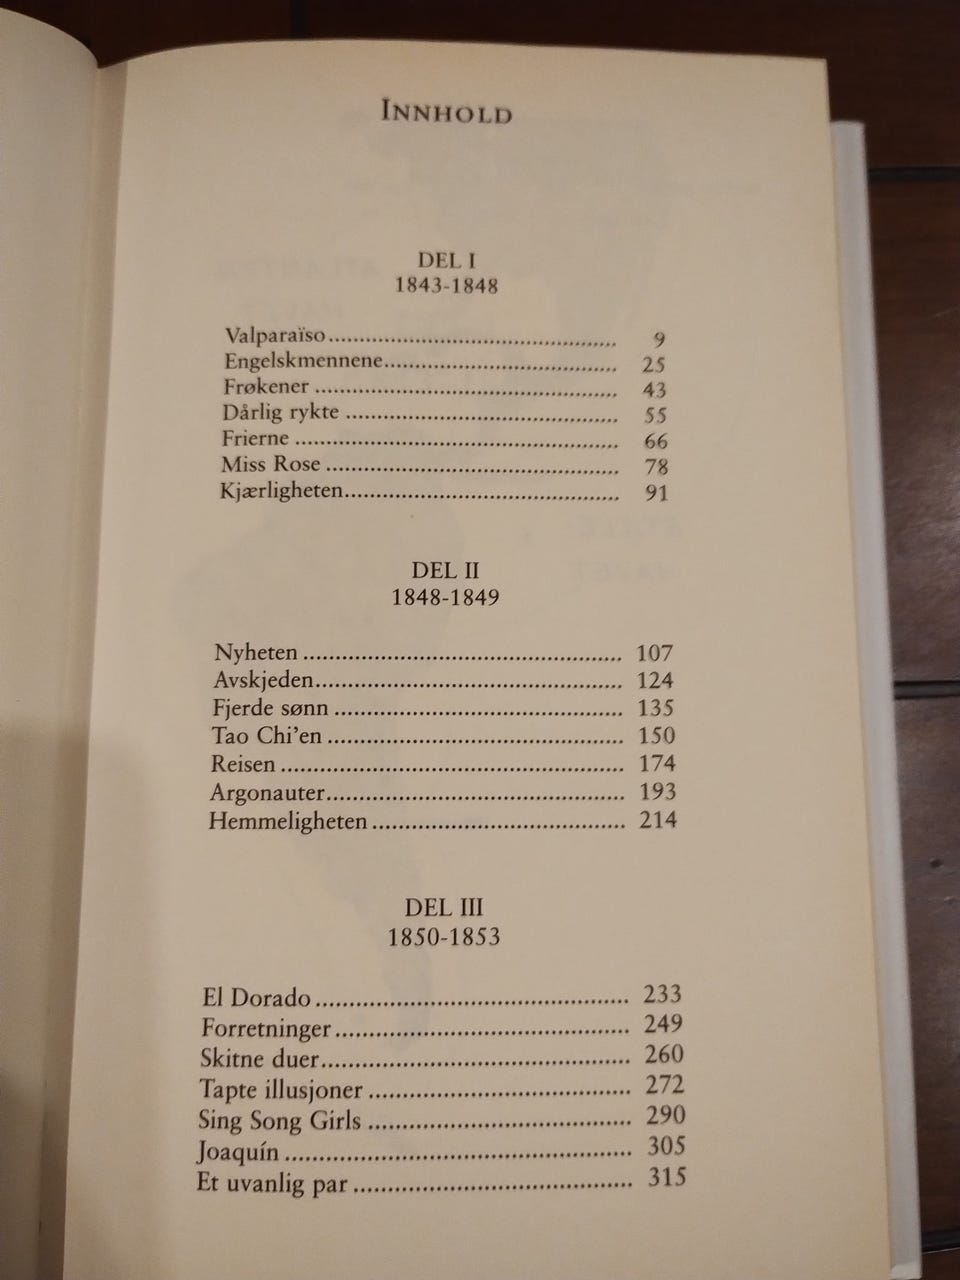 INNHOLD
DEL I
1843-1848
Valparaïso.......... 9
Engelskmennene.......... 25
Frøkener .......... 43
Dårlig rykte .......... 55
Frierne .......... 66
Miss Rose .......... 78
Kjærligheten.......... 91
DEL II
1848-1849
Nyheten .......... 107
Avskjeden.......... 124
Fjerde sønn .......... 135
Tao Chi’en .......... 150
Reisen .......... 174
Argonauter.......... 193
Hemmeligheten .......... 214
DEL III
1850-1853
El Dorado .......... 233
Forretninger .......... 249
Skitne duer.......... 260
Tapte illusjoner .......... 272
Sing Song Girls .......... 290
Joaquín .......... 305
Et uvanlig par .......... 315